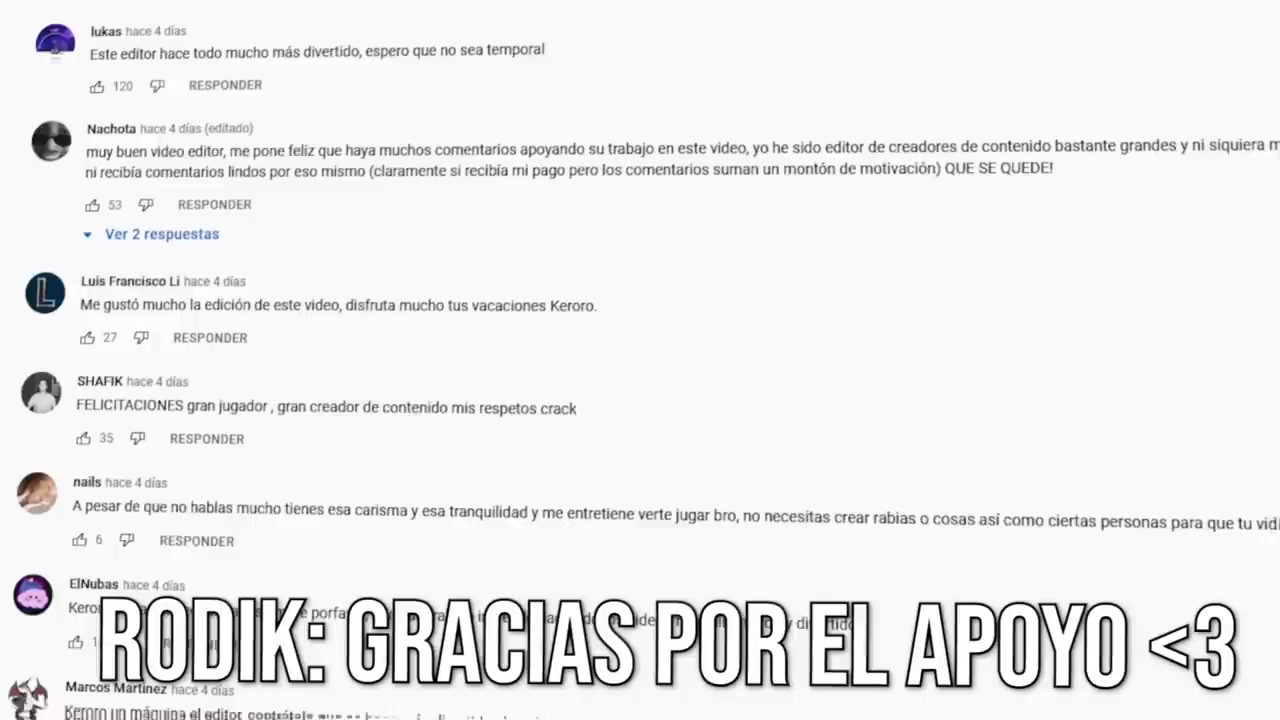 lukas hace 4 días
Este editor hace todo mucho más divertido, espero que no sea temporal
120 RESPONDER
Nachota hace 4 días (editado)
muy buen video editor, me pone feliz que haya muchos comentarios apoyando su trabajo en este video, yo he sido editor de creadores de contenido bastante grandes y ni siquiera
ni recibía comentarios lindos por eso mismo (claramente si recibía mi pago pero los comentarios suman un montón de motivación) QUE SE QUEDE!
53 RESPONDER
Ver 2 respuestas
L
Luis Francisco Li hace 4 días
Me gustó mucho la edición de este video, disfruta mucho tus vacaciones Keroro.
27 RESPONDER
SHAFIK hace 4 días
FELICITACIONES gran jugador , gran creador de contenido mis respetos crack
35 RESPONDER
nails hace 4 días
A pesar de que no hablas mucho tienes esa carisma y esa tranquilidad y me entretiene verte jugar bro, no necesitas crear rabias o cosas así como ciertas personas para que tu
6 RESPONDER
ElNubas hace 4 días
RODIK: GRACIAS POR EL APOYO <3
Marcos Martinez hace 4 días
Keroro un máquina el editor